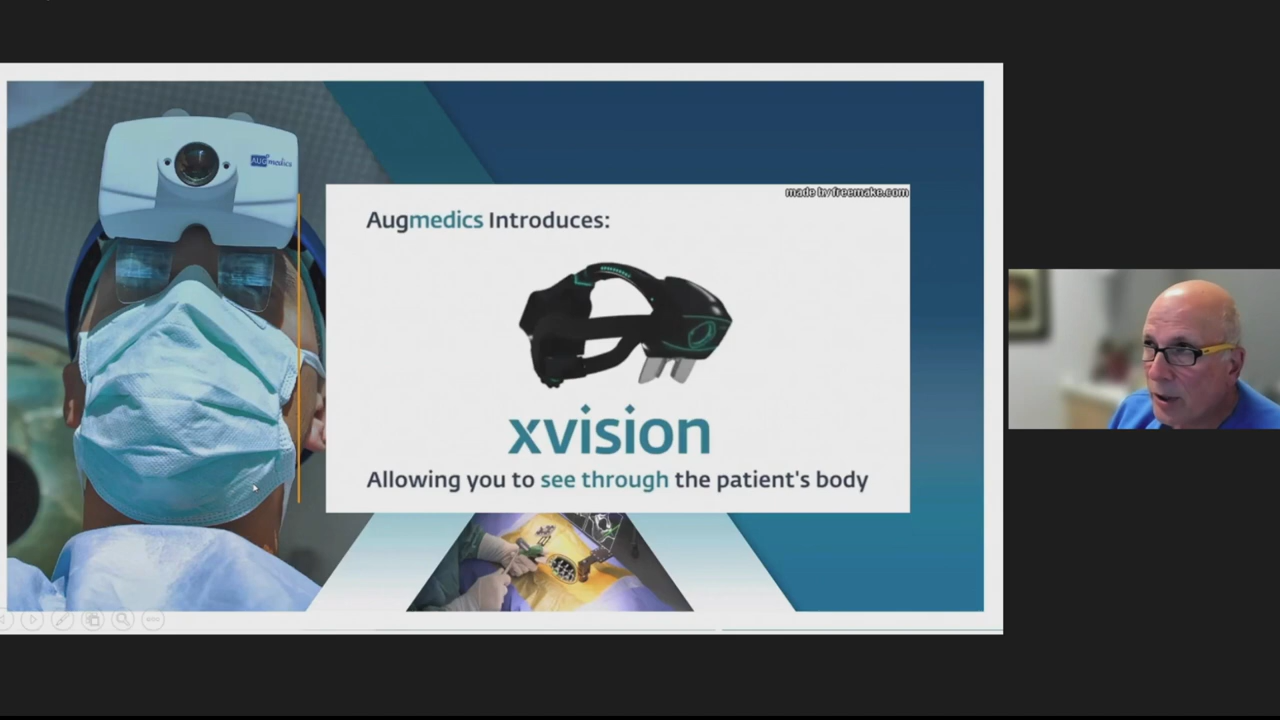 AUGmedics
made by freemake.com
Augmedics Introduces:
xvision
Allowing you to see through the patient's body